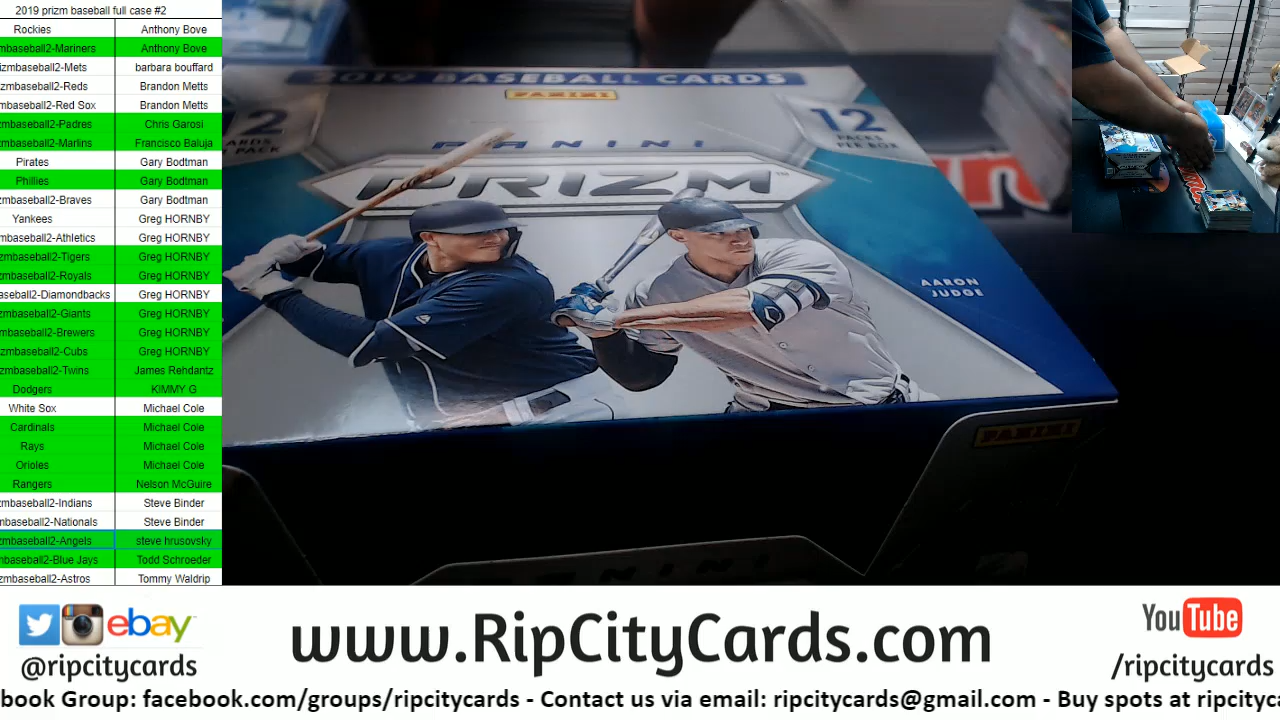 2019 prizm baseball full case #2
Rockies Anthony Bove
zmbaseball2-Mariners Anthony Bove
izmbaseball2-Mets barbara bouffard
izmbaseball2-Reds Brandon Metts
zmbaseball2-Red Sox Brandon Metts
zmbaseball2-Padres Chris Garosi
zmbaseball2-Marlins Francisco Baluja
Pirates Gary Bodtman
Phillies Gary Bodtman
mbaseball2-Braves Gary Bodtman
Yankees Greg HORNBY
mbaseball2-Athletics Greg HORNBY
zmbaseball2-Tigers Greg HORNBY
zmbaseball2-Royals Greg HORNBY
aseball2-Diamondbacks Greg HORNBY
zmbaseball2-Giants Greg HORNBY
zmbaseball2-Brewers Greg HORNBY
zmbaseball2-Cubs Greg HORNBY
zmbaseball2-Twins James Rehdantz
Dodgers KIMMY G
White Sox Michael Cole
Cardinals Michael Cole
Rays Michael Cole
Orioles Michael Cole
Rangers Nelson McGuire
zmbaseball2-Indians Steve Binder
mbaseball2-Nationals Steve Binder
zmbaseball2-Angels steve hrusovsky
mbaseball2-Blue Jays Todd Schroeder
zmbaseball2-Astros Tommy Waldrip
2019 BASEBALL CARDS
PANINI
12
PACKS
PER BOX
PANINI
PRIZM
AARON
JUDGE
PANINI
PANINI
ebay
@ripcitycards
www.RipCityCards.com
YouTube
/ripcitycards
book Group: facebook.com/groups/ripcitycards - Contact us via email: ripcitycards@gmail.com - Buy spots at ripcityc